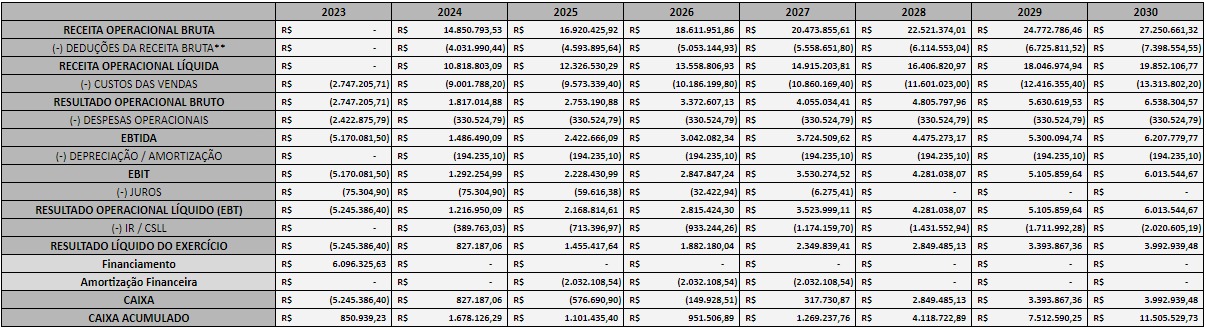 2023 2024 2025 2026 2027 2028 2029 2030
RECEITA OPERACIONAL BRUTA R$ - R$ 14.850.793,53 R$ 16.920.425,92 R$ 18.611.951,86 R$ 20.473.855,61 R$ 22.521.374,01 R$ 24.772.786,46 R$ 27.250.661,32
(-) DEDUÇÕES DA RECEITA BRUTA** R$ - R$ (4.031.990,44) R$ (4.593.895,64) R$ (5.053.144,93) R$ (5.558.651,80) R$ (6.114.553,04) R$ (6.725.811,52) R$ (7.398.554,55)
RECEITA OPERACIONAL LÍQUIDA R$ - R$ 10.818.803,09 R$ 12.326.530,29 R$ 13.558.806,93 R$ 14.915.203,81 R$ 16.406.820,97 R$ 18.046.974,94 R$ 19.852.106,77
(-) CUSTOS DAS VENDAS R$ (2.747.205,71) R$ (9.001.788,20) R$ (9.573.339,40) R$ (10.186.199,80) R$ (10.860.169,40) R$ (11.601.023,00) R$ (12.416.355,40) R$ (13.313.802,20)
RESULTADO OPERACIONAL BRUTO R$ (2.747.205,71) R$ 1.817.014,88 R$ 2.753.190,88 R$ 3.372.607,13 R$ 4.055.034,41 R$ 4.805.797,96 R$ 5.630.619,53 R$ 6.538.304,57
(-) DESPESAS OPERACIONAIS R$ (2.422.875,79) R$ (330.524,79) R$ (330.524,79) R$ (330.524,79) R$ (330.524,79) R$ (330.524,79) R$ (330.524,79) R$ (330.524,79)
EBTIDA R$ (5.170.081,50) R$ 1.486.490,09 R$ 2.422.666,09 R$ 3.042.082,34 R$ 3.724.509,62 R$ 4.475.273,17 R$ 5.300.094,74 R$ 6.207.779,77
(-) DEPRECIAÇÃO / AMORTIZAÇÃO R$ - R$ (194.235,10) R$ (194.235,10) R$ (194.235,10) R$ (194.235,10) R$ (194.235,10) R$ (194.235,10) R$ (194.235,10)
EBIT R$ (5.170.081,50) R$ 1.292.254,99 R$ 2.228.430,99 R$ 2.847.847,24 R$ 3.530.274,52 R$ 4.281.038,07 R$ 5.105.859,64 R$ 6.013.544,67
(-) JUROS R$ (75.304,90) R$ (75.304,90) R$ (59.616,38) R$ (32.422,94) R$ (6.275,41) R$ - R$ - R$ -
RESULTADO OPERACIONAL LÍQUIDO (EBT) R$ (5.245.386,40) R$ 1.216.950,09 R$ 2.168.814,61 R$ 2.815.424,30 R$ 3.523.999,11 R$ 4.281.038,07 R$ 5.105.859,64 R$ 6.013.544,67
(-) IR / CSLL R$ - R$ (389.763,03) R$ (713.396,97) R$ (933.244,26) R$ (1.174.159,70) R$ (1.431.552,94) R$ (1.711.992,28) R$ (2.020.605,19)
RESULTADO LÍQUIDO DO EXERCÍCIO R$ (5.245.386,40) R$ 827.187,06 R$ 1.455.417,64 R$ 1.882.180,04 R$ 2.349.839,41 R$ 2.849.485,13 R$ 3.393.867,36 R$ 3.992.939,48
Financiamento R$ 6.096.325,63 R$ - R$ - R$ - R$ - R$ - R$ - R$ -
Amortização Financeira R$ - R$ - R$ (2.032.108,54) R$ (2.032.108,54) R$ (2.032.108,54) R$ - R$ - R$ -
CAIXA R$ (5.245.386,40) R$ 827.187,06 R$ (576.690,90) R$ (149.928,51) R$ 317.730,87 R$ 2.849.485,13 R$ 3.393.867,36 R$ 3.992.939,48
CAIXA ACUMULADO R$ 850.939,23 R$ 1.678.126,29 R$ 1.101.435,40 R$ 951.506,89 R$ 1.269.237,76 R$ 4.118.722,89 R$ 7.512.590,25 R$ 11.505.529,73